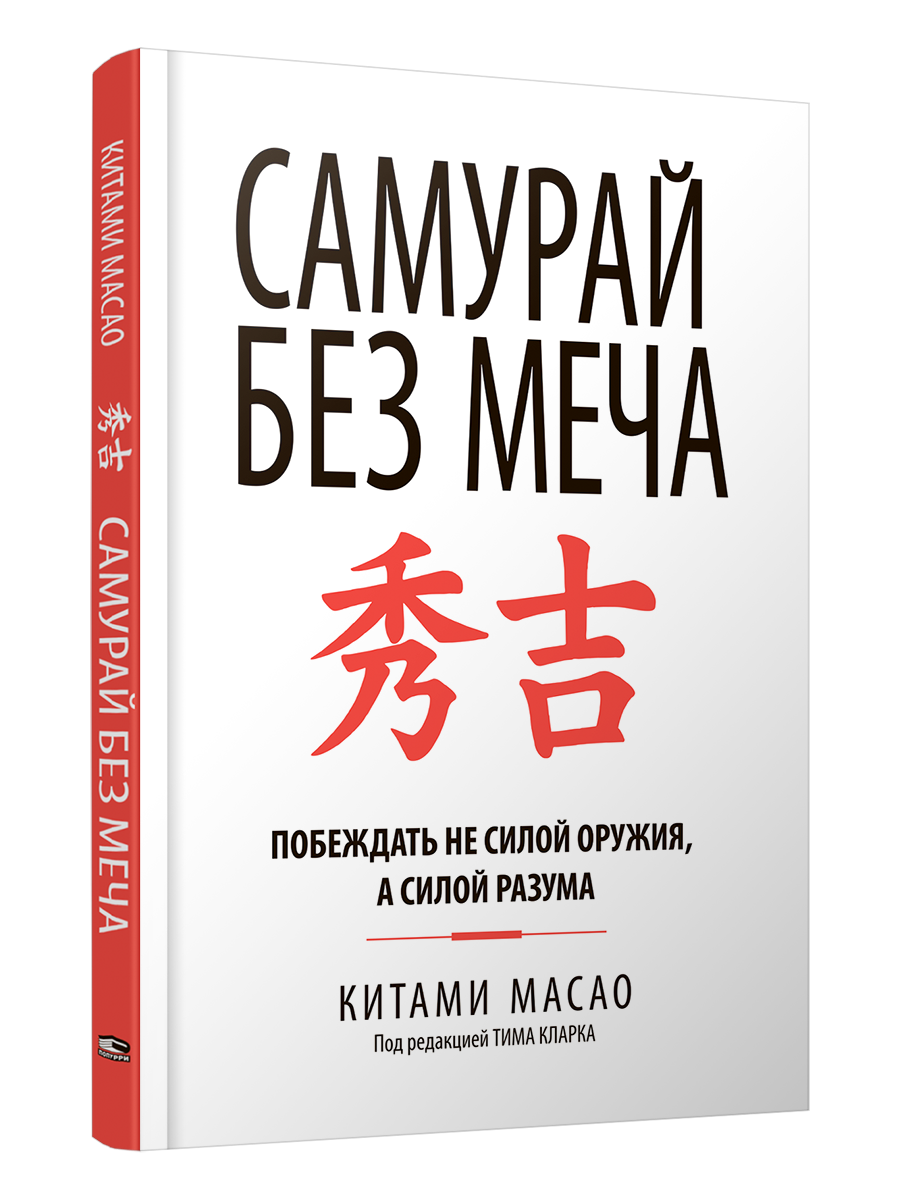 САМУРАЙ
БЕЗ МЕЧА
秀吉
ПОБЕЖДАТЬ НЕ СИЛОЙ ОРУЖИЯ,
А СИЛОЙ РАЗУМА
КИТАМИ МАСАО
Под редакцией ТИМА КЛАРКА
КИТАМИ МАСАО
秀吉
САМУРАЙ БЕЗ МЕЧА
ПОПУРРИ